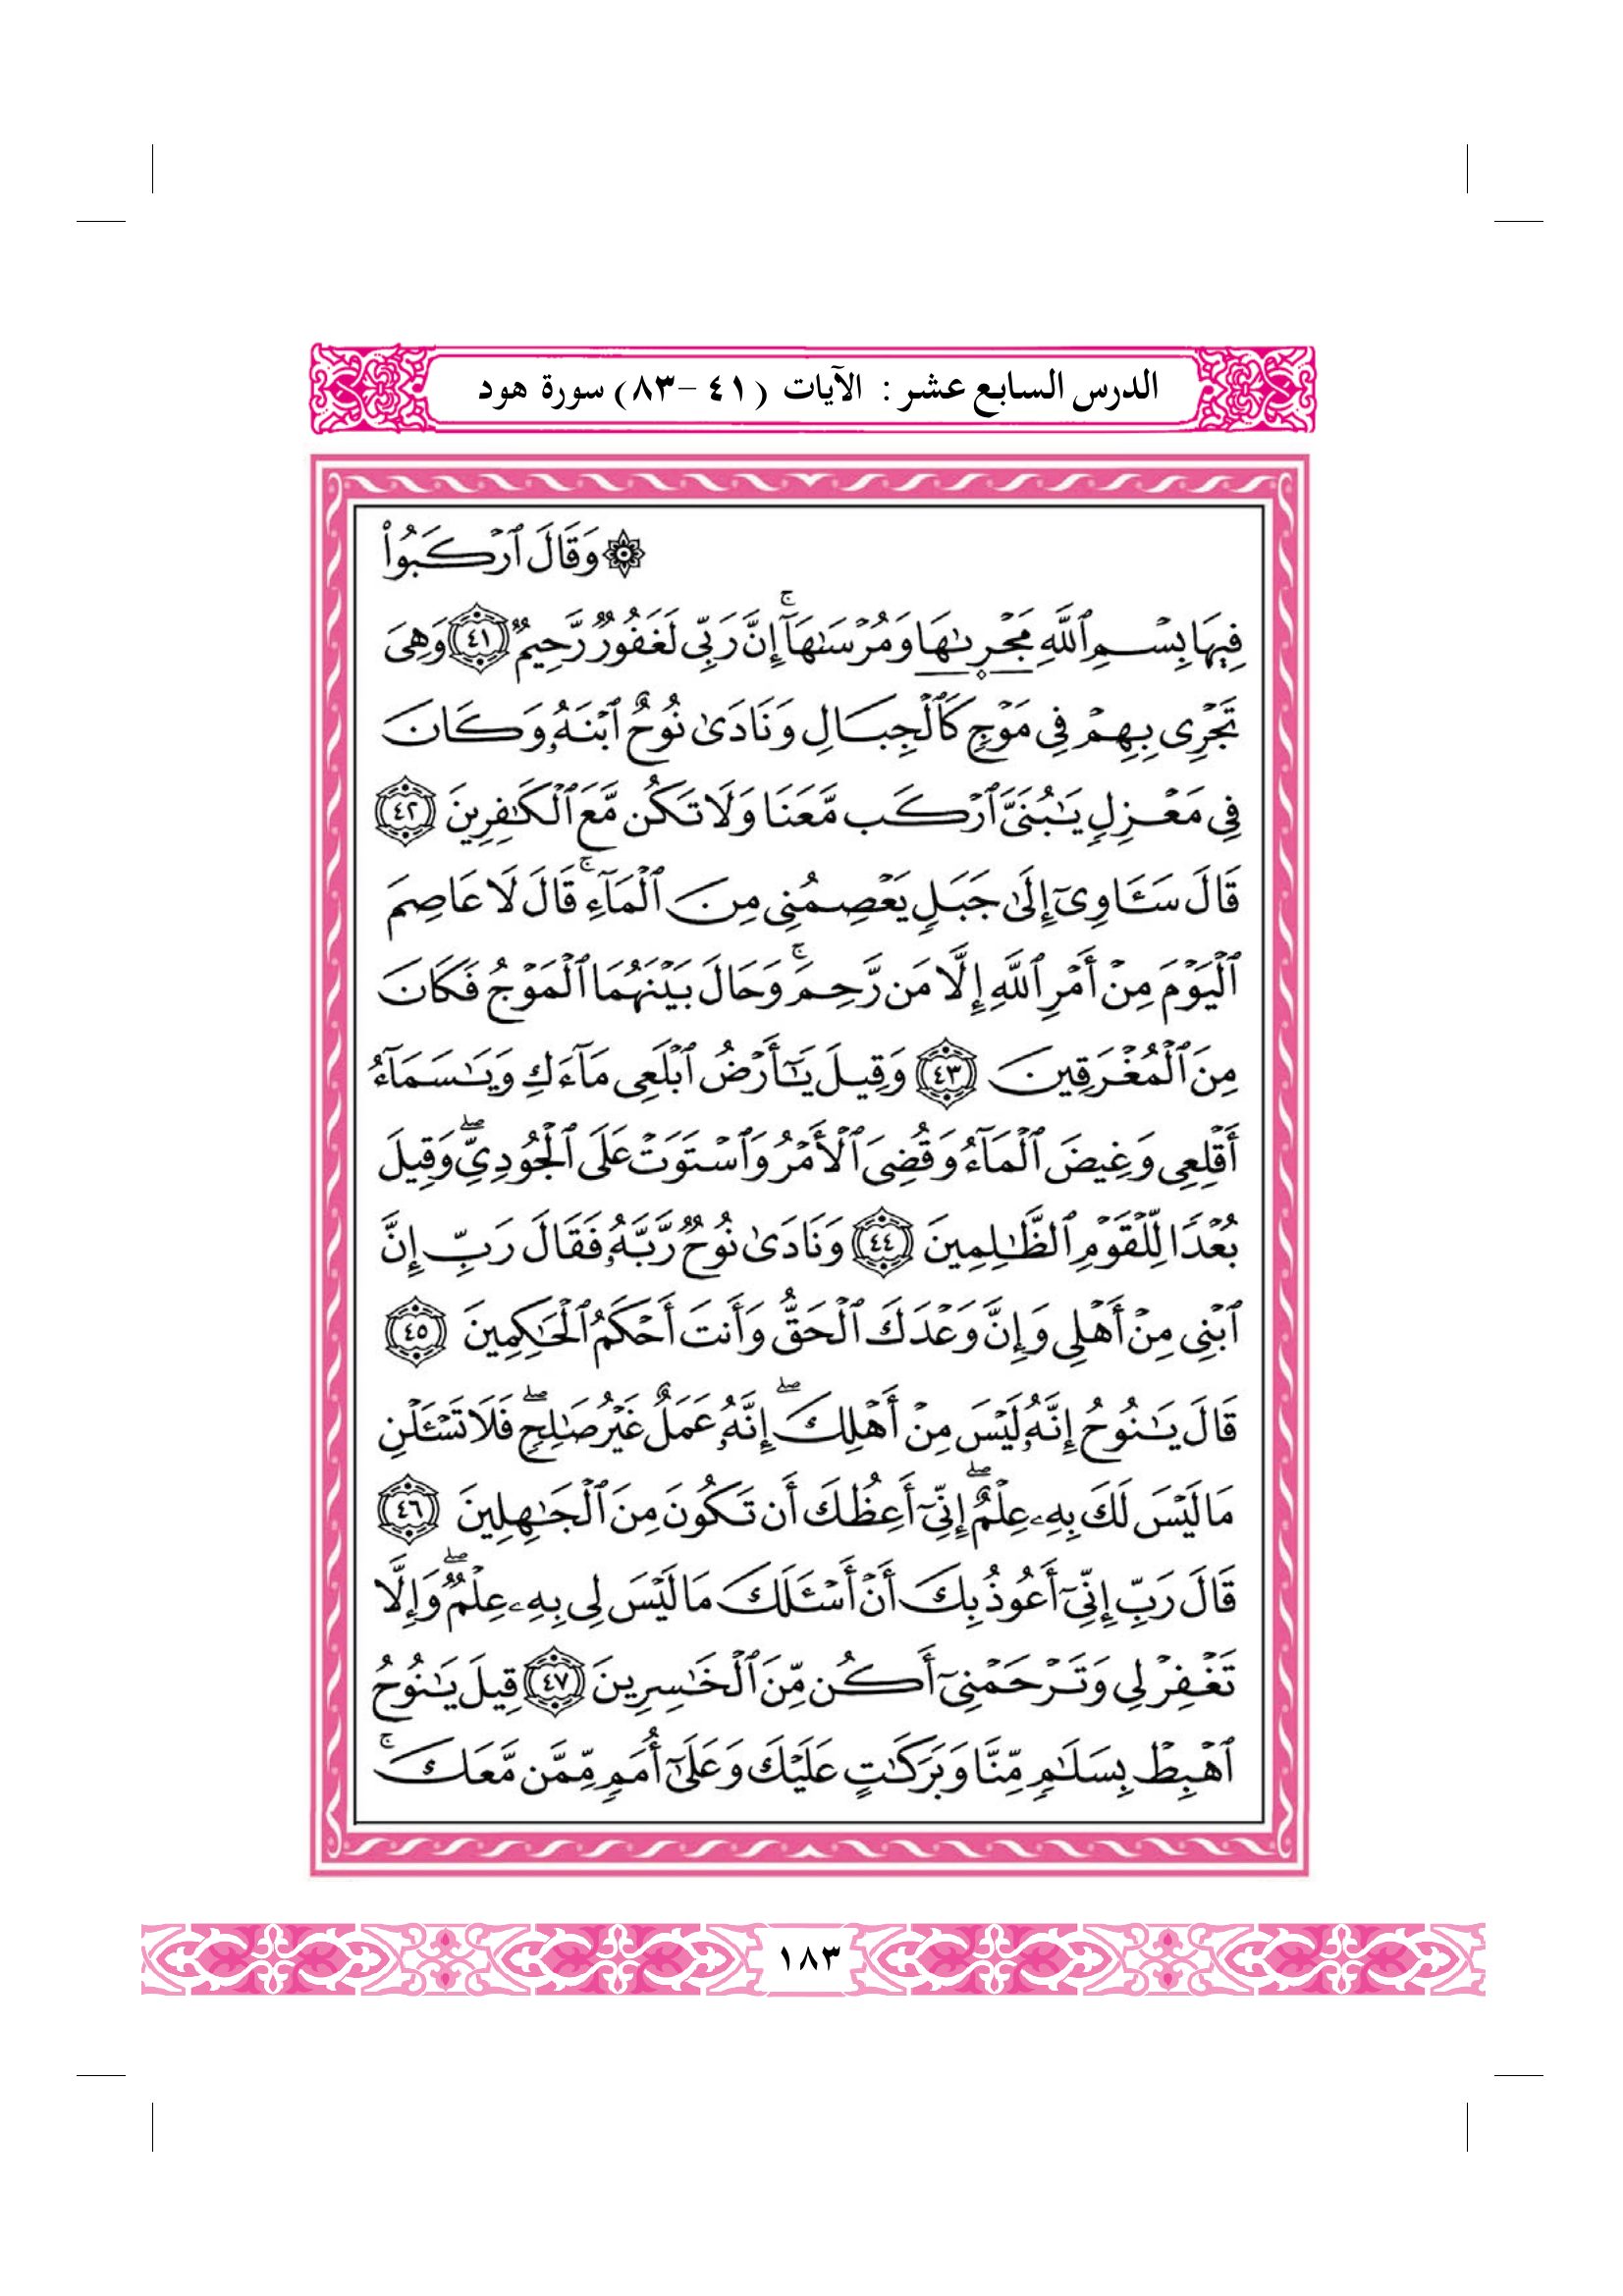 الدرس السابع عشر : الآيات (٤١ -٨٣) سورة هود
۞ وَقَالَ ٱرۡكَبُواْ
فِيهَا بِسۡمِ ٱللَّهِ مَجۡرٜىٰهَا وَمُرۡسَىٰهَآۚ إِنَّ رَبِّي لَغَفُورٞ رَّحِيمٞ ٤١ وَهِيَ
تَجۡرِي بِهِمۡ فِي مَوۡجٖ كَٱلۡجِبَالِ وَنَادَىٰ نُوحٌ ٱبۡنَهُۥ وَكَانَ
فِي مَعۡزِلٖ يَٰبُنَيَّ ٱرۡكَب مَّعَنَا وَلَا تَكُن مَّعَ ٱلۡكَٰفِرِينَ ٤٢
قَالَ سَـَٔاوِيٓ إِلَىٰ جَبَلٖ يَعۡصِمُنِي مِنَ ٱلۡمَآءِۚ قَالَ لَا عَاصِمَ
ٱلۡيَوۡمَ مِنۡ أَمۡرِ ٱللَّهِ إِلَّا مَن رَّحِمَۚ وَحَالَ بَيۡنَهُمَا ٱلۡمَوۡجُ فَكَانَ
مِنَ ٱلۡمُغۡرَقِينَ ٤٣ وَقِيلَ يَٰٓأَرۡضُ ٱبۡلَعِي مَآءَكِ وَيَٰسَمَآءُ
أَقۡلِعِي وَغِيضَ ٱلۡمَآءُ وَقُضِيَ ٱلۡأَمۡرُ وَٱسۡتَوَتۡ عَلَى ٱلۡجُودِيِّۖ وَقِيلَ
بُعۡدٗا لِّلۡقَوۡمِ ٱلظَّٰلِمِينَ ٤٤ وَنَادَىٰ نُوحٞ رَّبَّهُۥ فَقَالَ رَبِّ إِنَّ
ٱبۡنِي مِنۡ أَهۡلِي وَإِنَّ وَعۡدَكَ ٱلۡحَقُّ وَأَنتَ أَحۡكَمُ ٱلۡحَٰكِمِينَ ٤٥
قَالَ يَٰنُوحُ إِنَّهُۥ لَيۡسَ مِنۡ أَهۡلِكَۖ إِنَّهُۥ عَمَلٌ غَيۡرُ صَٰلِحٖۖ فَلَا تَسۡـَٔلۡنِ
مَا لَيۡسَ لَكَ بِهِۦ عِلۡمٌۖ إِنِّيٓ أَعِظُكَ أَن تَكُونَ مِنَ ٱلۡجَٰهِلِينَ ٤٦
قَالَ رَبِّ إِنِّيٓ أَعُوذُ بِكَ أَنۡ أَسۡـَٔلَكَ مَا لَيۡسَ لِي بِهِۦ عِلۡمٞۖ وَإِلَّا
تَغۡفِرۡ لِي وَتَرۡحَمۡنِيٓ أَكُن مِّنَ ٱلۡخَٰسِرِينَ ٤٧ قِيلَ يَٰنُوحُ
ٱهۡبِطۡ بِسَلَٰمٖ مِّنَّا وَبَرَكَٰتٍ عَلَيۡكَ وَعَلَىٰٓ أُمَمٖ مِّمَّن مَّعَكَۚ
١٨٣